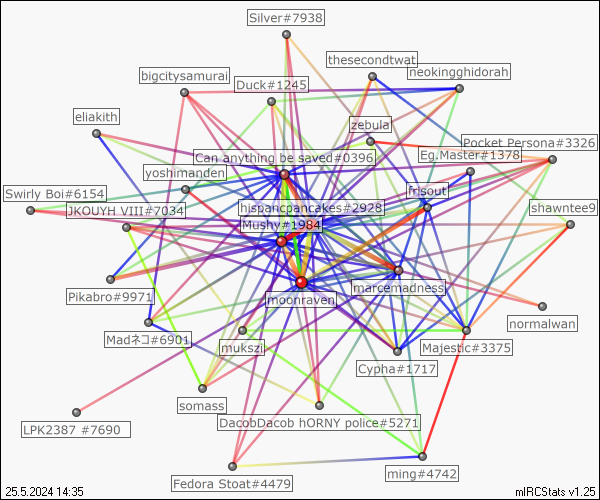 Silver#7938
thesecondtwat
neokingghidorah
bigcitysamurai
Duck#1245
eliakith
zebula
Pocket Persona#3326
Can anything be saved#0396
Eg.Master#1378
yoshimanden
Swirly Boi#6154
frisout
JKOUYH VIII#7034
hispancpancakes#2928
shawntee9
Mushy#1984
marcemadness
Pikabro#9971
moonraven
normalwan
Madネコ#6901
mukszi
Majestic#3375
Cypha#1717
somass
DacobDacob hORNY police#5271
LPK2387 #7690
Fedora Stoat#4479
ming#4742
25.5.2024 14:35
mIRCStats v1.25